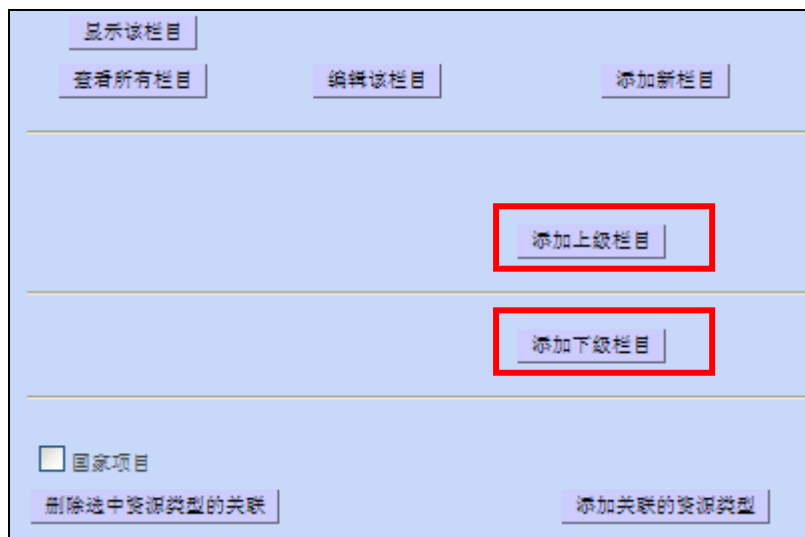 显示该栏目
查看所有栏目 编辑该栏目 添加新栏目
添加上级栏目
添加下级栏目
国家项目
删除选中资源类型的关联 添加关联的资源类型